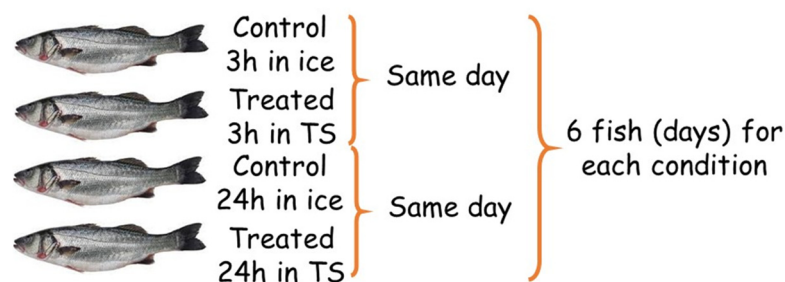 Control
3h in ice
Treated
3h in TS
Same day
Control
24h in ice
Treated
24h in TS
Same day
6 fish (days) for
each condition